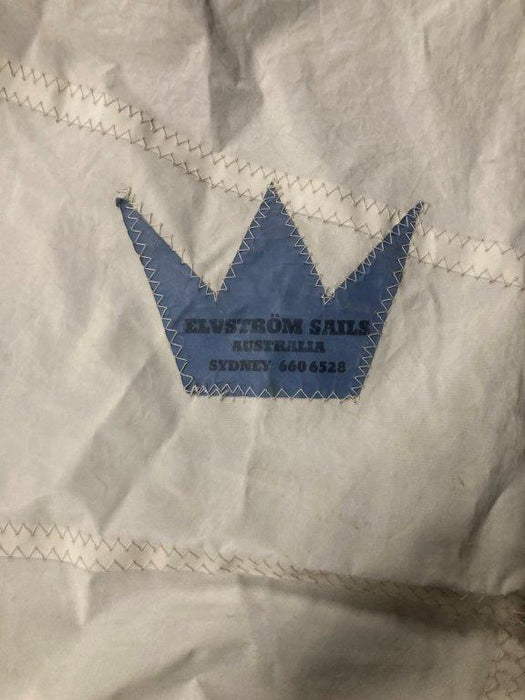 ELVSTRÖM SAILS
AUSTRALIA
SYDNEY 660 6528